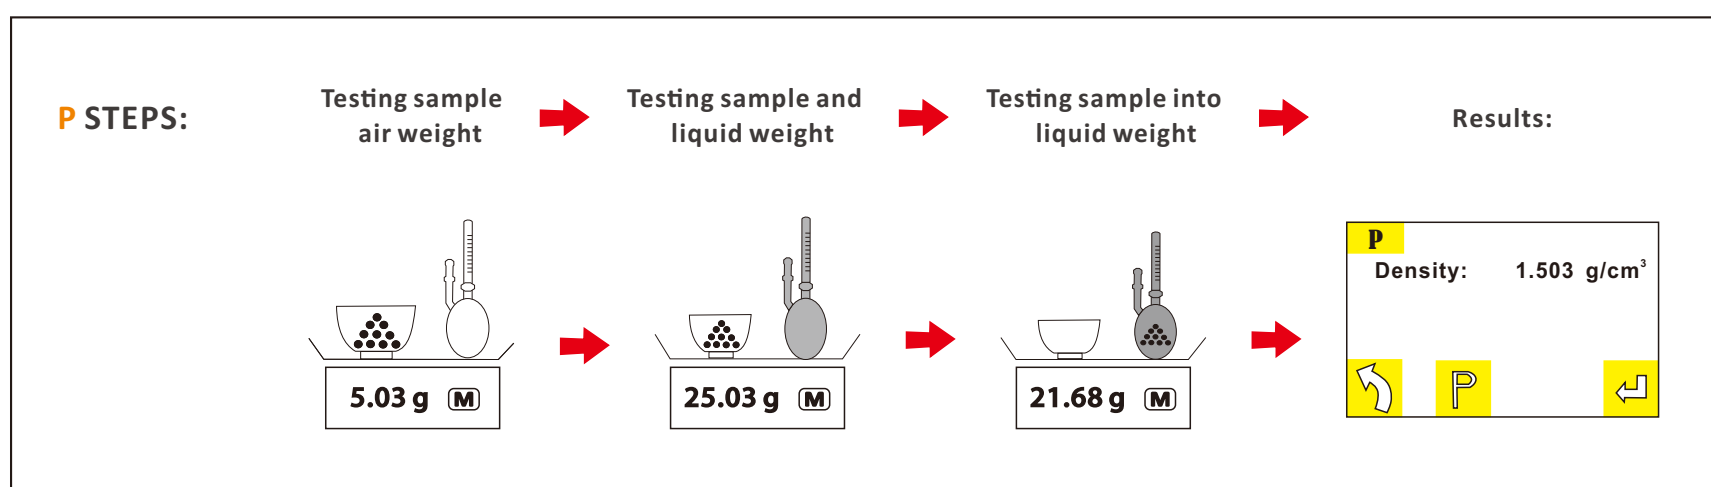 P STEPS:
Testing sample
air weight
Testing sample and
liquid weight
Testing sample into
liquid weight
Results:
5.03 g M
25.03 g M
21.68 g M
P
Density: 1.503 g/cm³
P